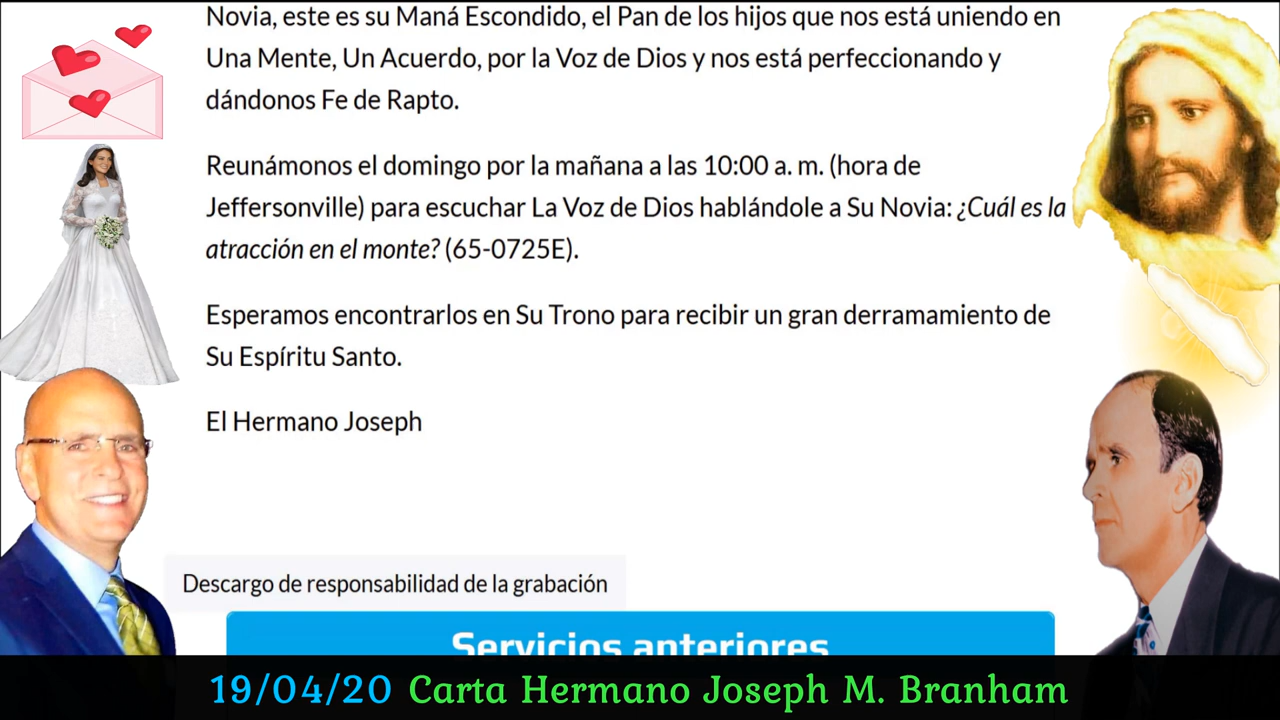 Novia, este es su Maná Escondido, el Pan de los hijos que nos está uniendo en
Una Mente, Un Acuerdo, por la Voz de Dios y nos está perfeccionando y
dándonos Fe de Rapto.
Reunámonos el domingo por la mañana a las 10:00 a. m. (hora de
Jeffersonville) para escuchar La Voz de Dios hablándole a Su Novia: ¿Cuál es la
atracción en el monte? (65-0725E).
Esperamos encontrarlos en Su Trono para recibir un gran derramamiento de
Su Espíritu Santo.
El Hermano Joseph
Descargo de responsabilidad de la grabación
Servicios anteriores
19/04/20 Carta Hermano Joseph M. Branham